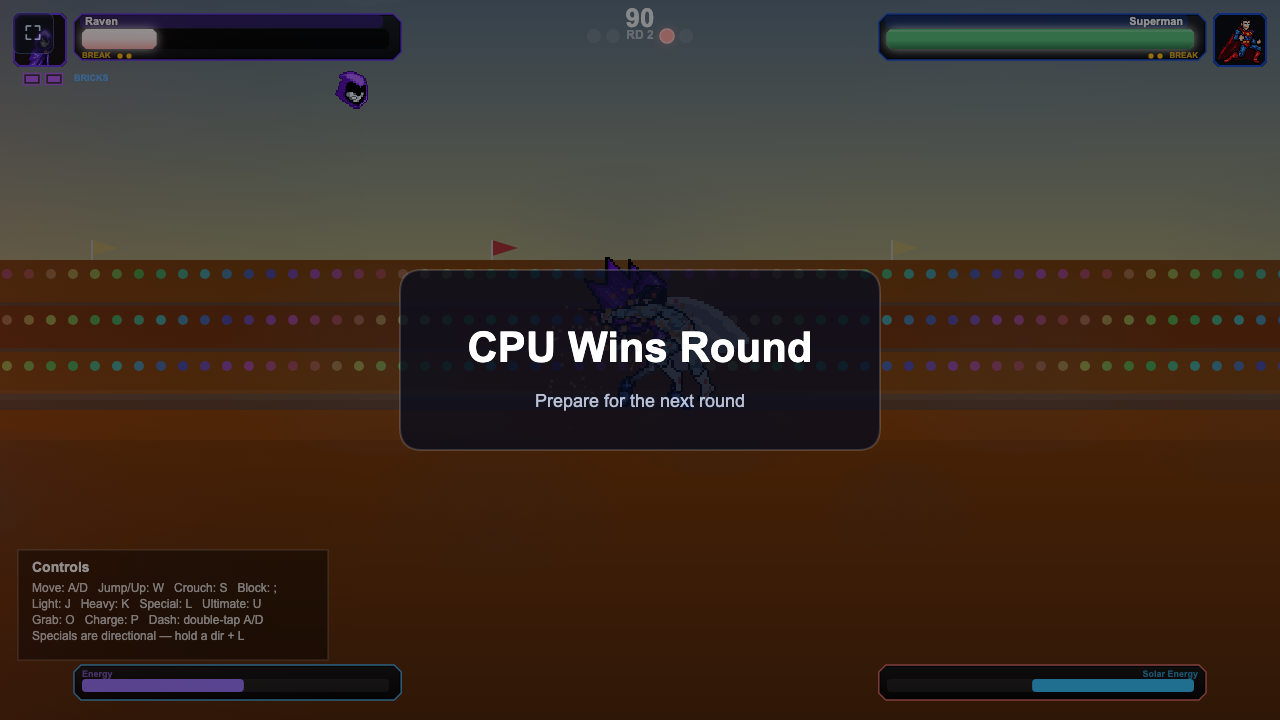 Raven
90
Superman
RD 2
BREAK
BREAK
BRICKS
CPU Wins Round
Prepare for the next round
Controls
Move: A/D Jump/Up: W Crouch: S Block: ;
Light: J Heavy: K Special: L Ultimate: U
Grab: O Charge: P Dash: double-tap A/D
Specials are directional — hold a dir + L
Energy
Solar Energy